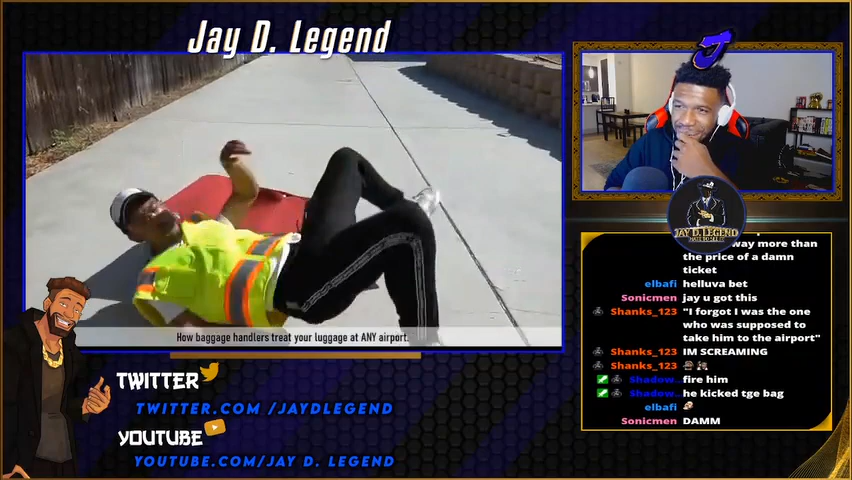 Jay D. Legend
J
How baggage handlers treat your luggage at ANY airport.
JAY D. LEGEND
way more than
the price of a damn
ticket
elbafi helluva bet
Sonicmen jay u got this
Shanks_123 "I forgot I was the one
who was supposed to
take him to the airport"
Shanks_123 IM SCREAMING
Shanks_123
Shadow... fire him
Shadow... he kicked tge bag
elbafi
Sonicmen DAMM
TWITTER
TWITTER.COM /JAYDLEGEND
YOUTUBE
YOUTUBE.COM/JAY D. LEGEND